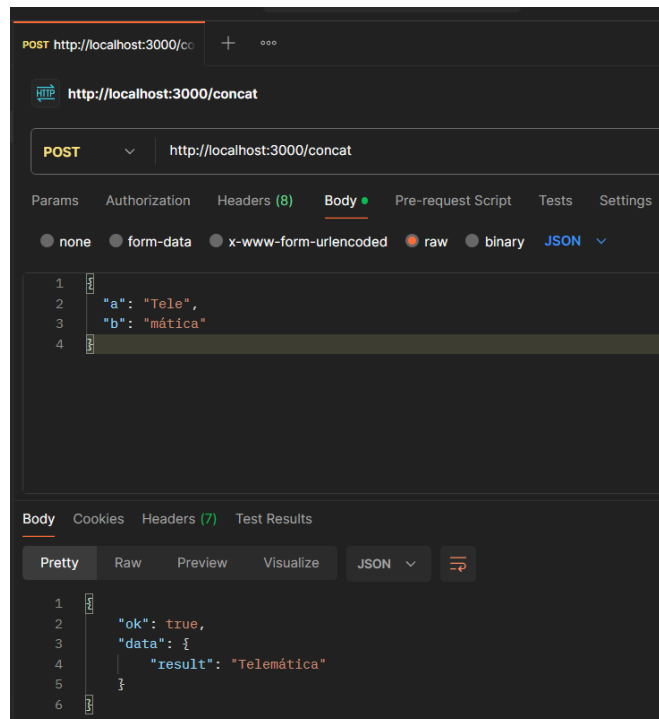 POST http://localhost:3000/co
HTTP http://localhost:3000/concat
POST http://localhost:3000/concat
Params Authorization Headers (8) Body Pre-request Script Tests Settings
none form-data x-www-form-urlencoded raw binary JSON
1 {
2 "a": "Tele",
3 "b": "mática"
4 }
Body Cookies Headers (7) Test Results
Pretty Raw Preview Visualize JSON
1 {
2 "ok": true,
3 "data": {
4 "result": "Telemática"
5 }
6 }